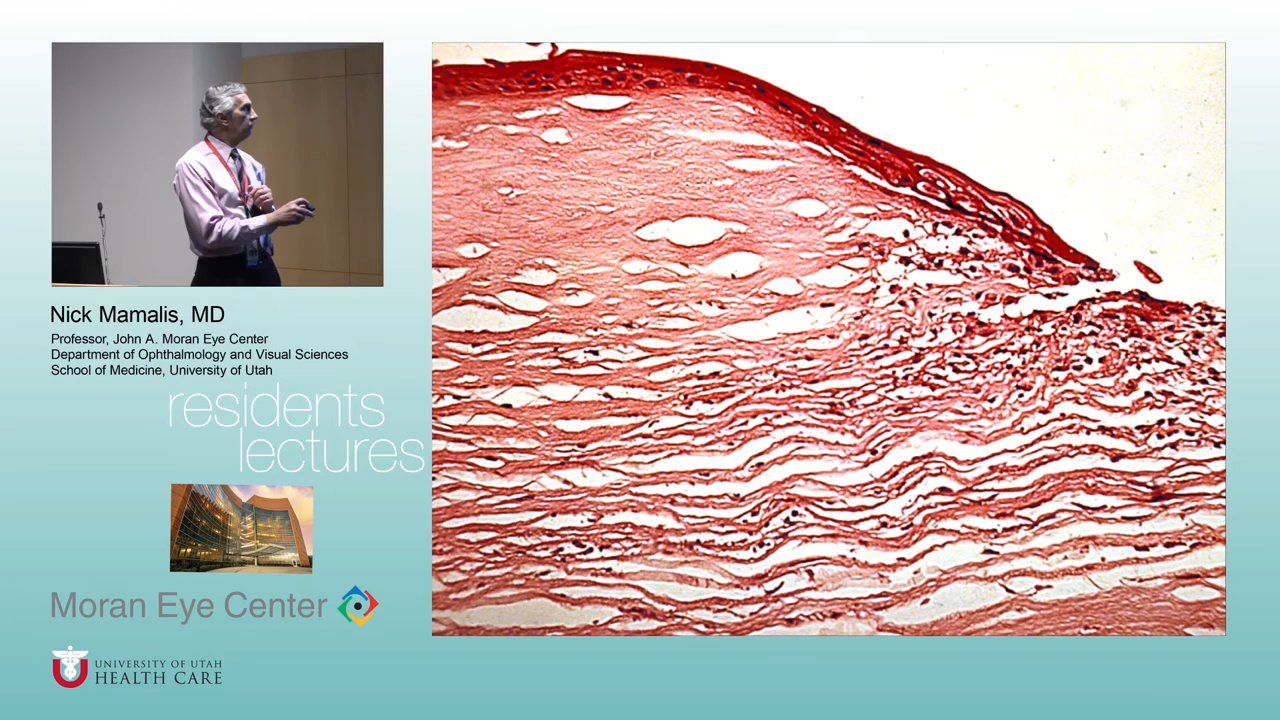 Nick Mamalis, MD
Professor, John A. Moran Eye Center
Department of Ophthalmology and Visual Sciences
School of Medicine, University of Utah
residents
lectures
Moran Eye Center
UNIVERSITY OF UTAH
HEALTH CARE